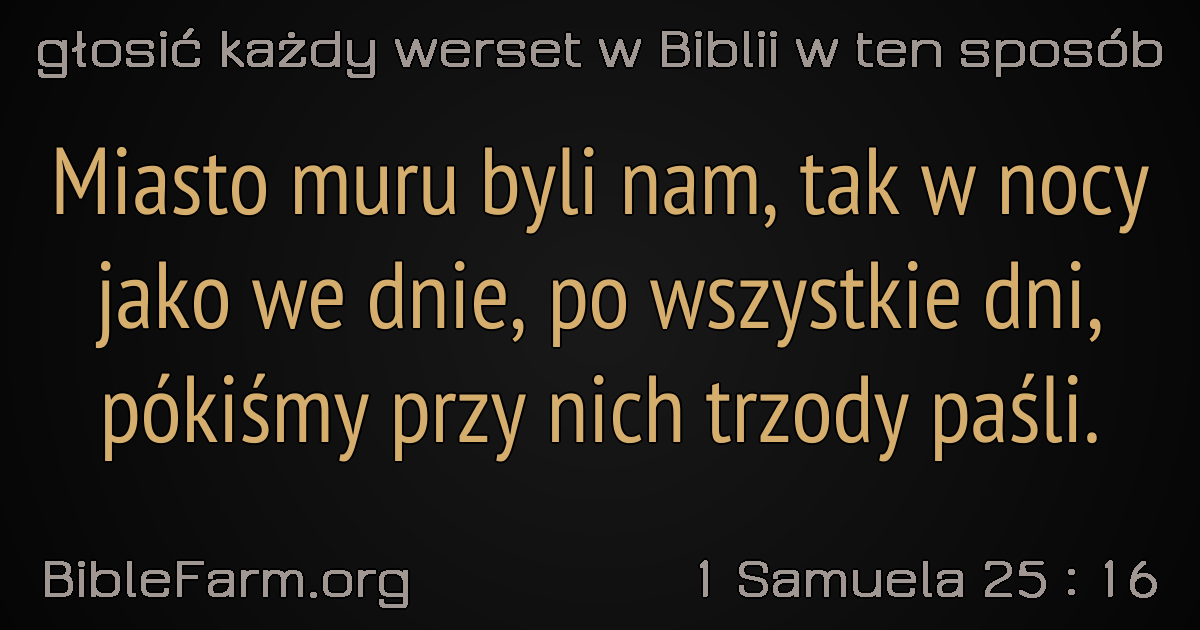 głosić każdy werset w Biblii w ten sposób
Miasto muru byli nam, tak w nocy
jako we dnie, po wszystkie dni,
pókiśmy przy nich trzody paśli.
BibleFarm.org
1 Samuela 25 : 16